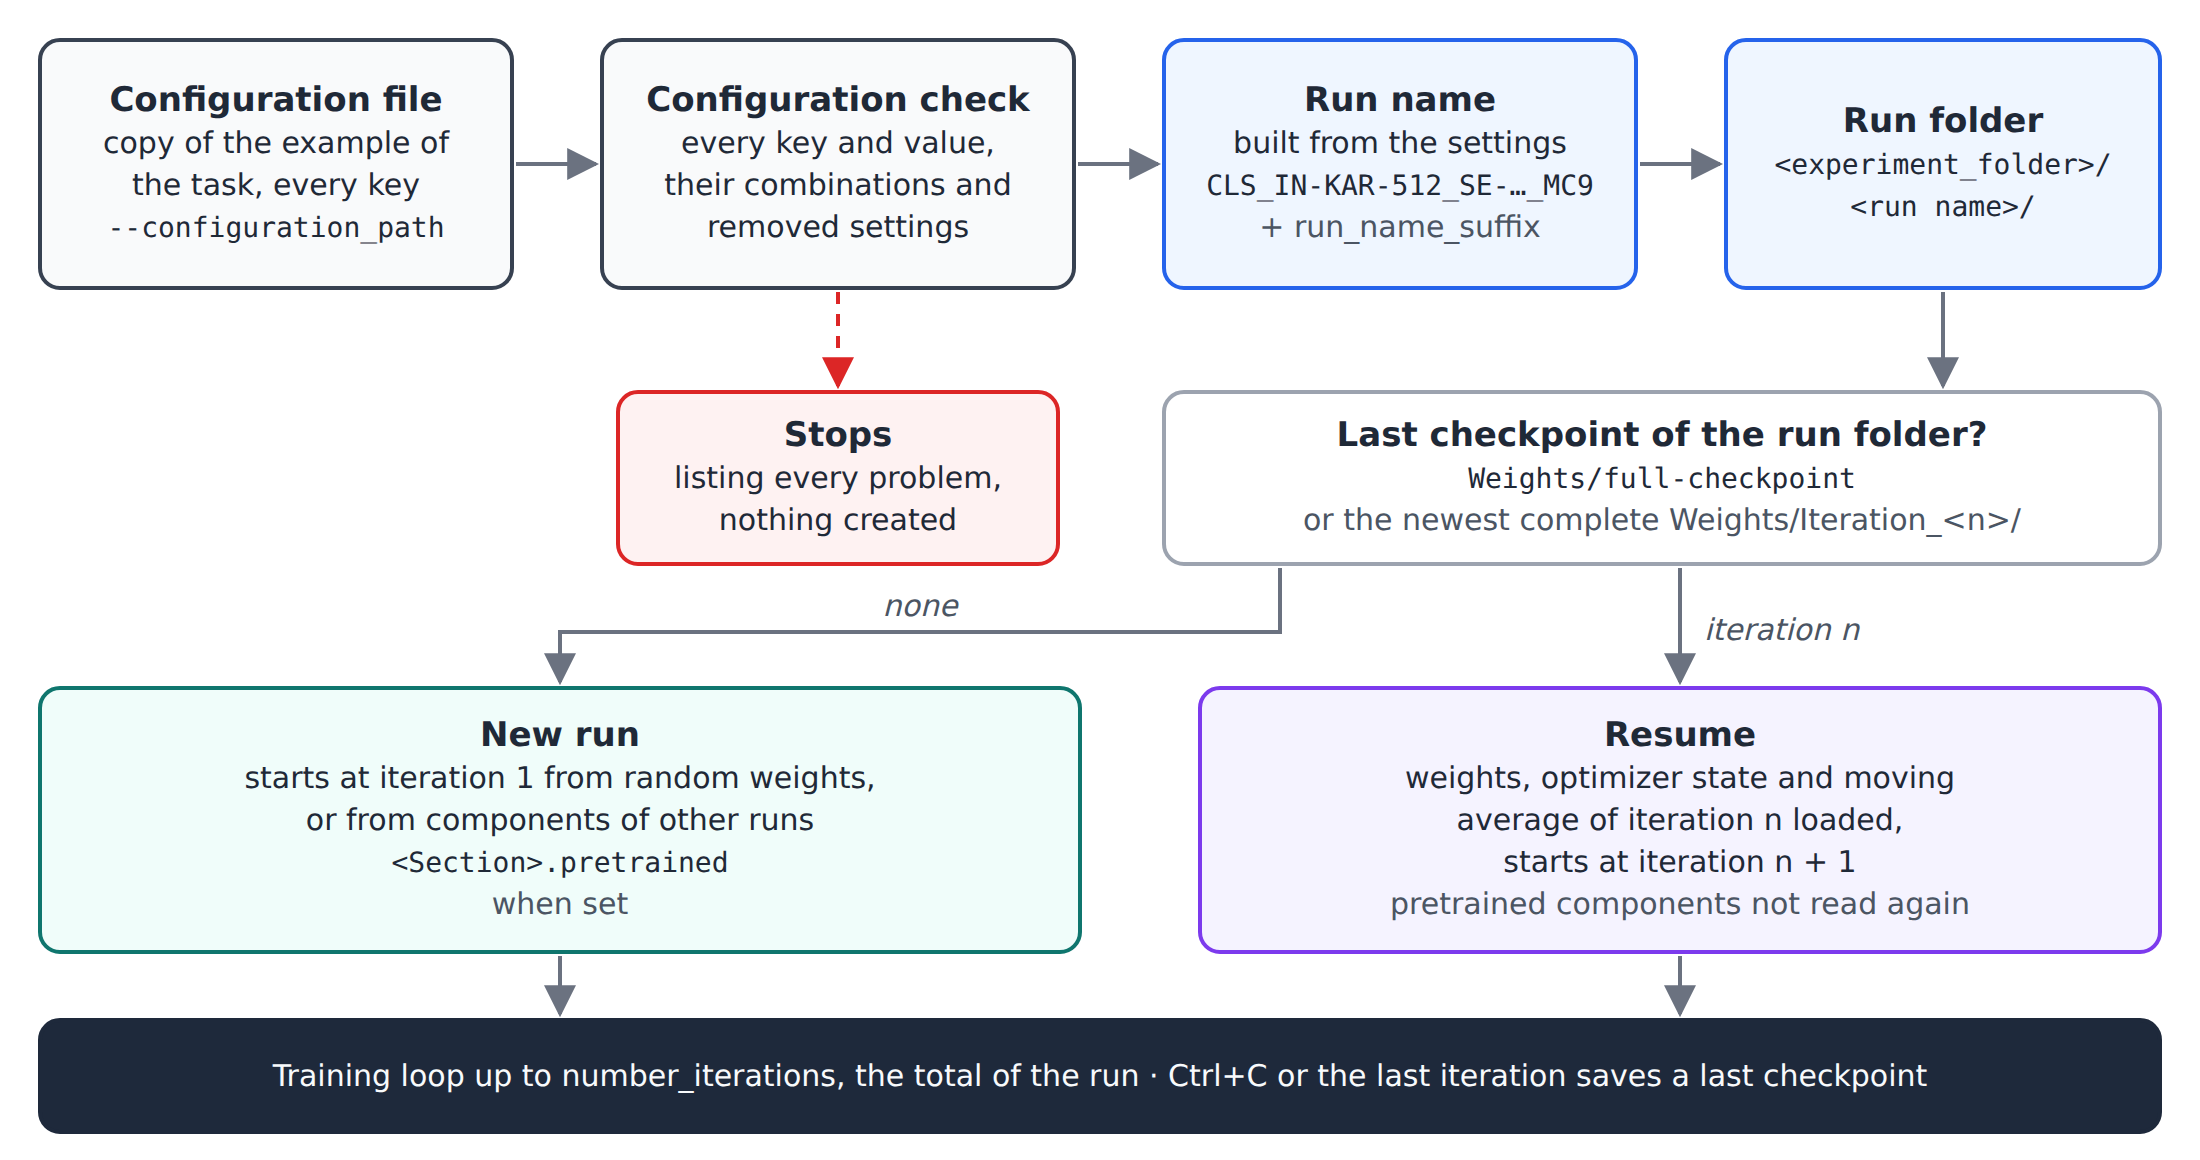 Configuration file
copy of the example of
the task, every key
--configuration_path
Configuration check
every key and value,
their combinations and
removed settings
Run name
built from the settings
CLS_IN-KAR-512_SE-…_MC9
+ run_name_suffix
Run folder
<experiment_folder>/
<run name>/
Stops
listing every problem,
nothing created
Last checkpoint of the run folder?
Weights/full-checkpoint
or the newest complete Weights/Iteration_<n>/
none
iteration n
New run
starts at iteration 1 from random weights,
or from components of other runs
<Section>.pretrained
when set
Resume
weights, optimizer state and moving
average of iteration n loaded,
starts at iteration n + 1
pretrained components not read again
Training loop up to number_iterations, the total of the run · Ctrl+C or the last iteration saves a last checkpoint